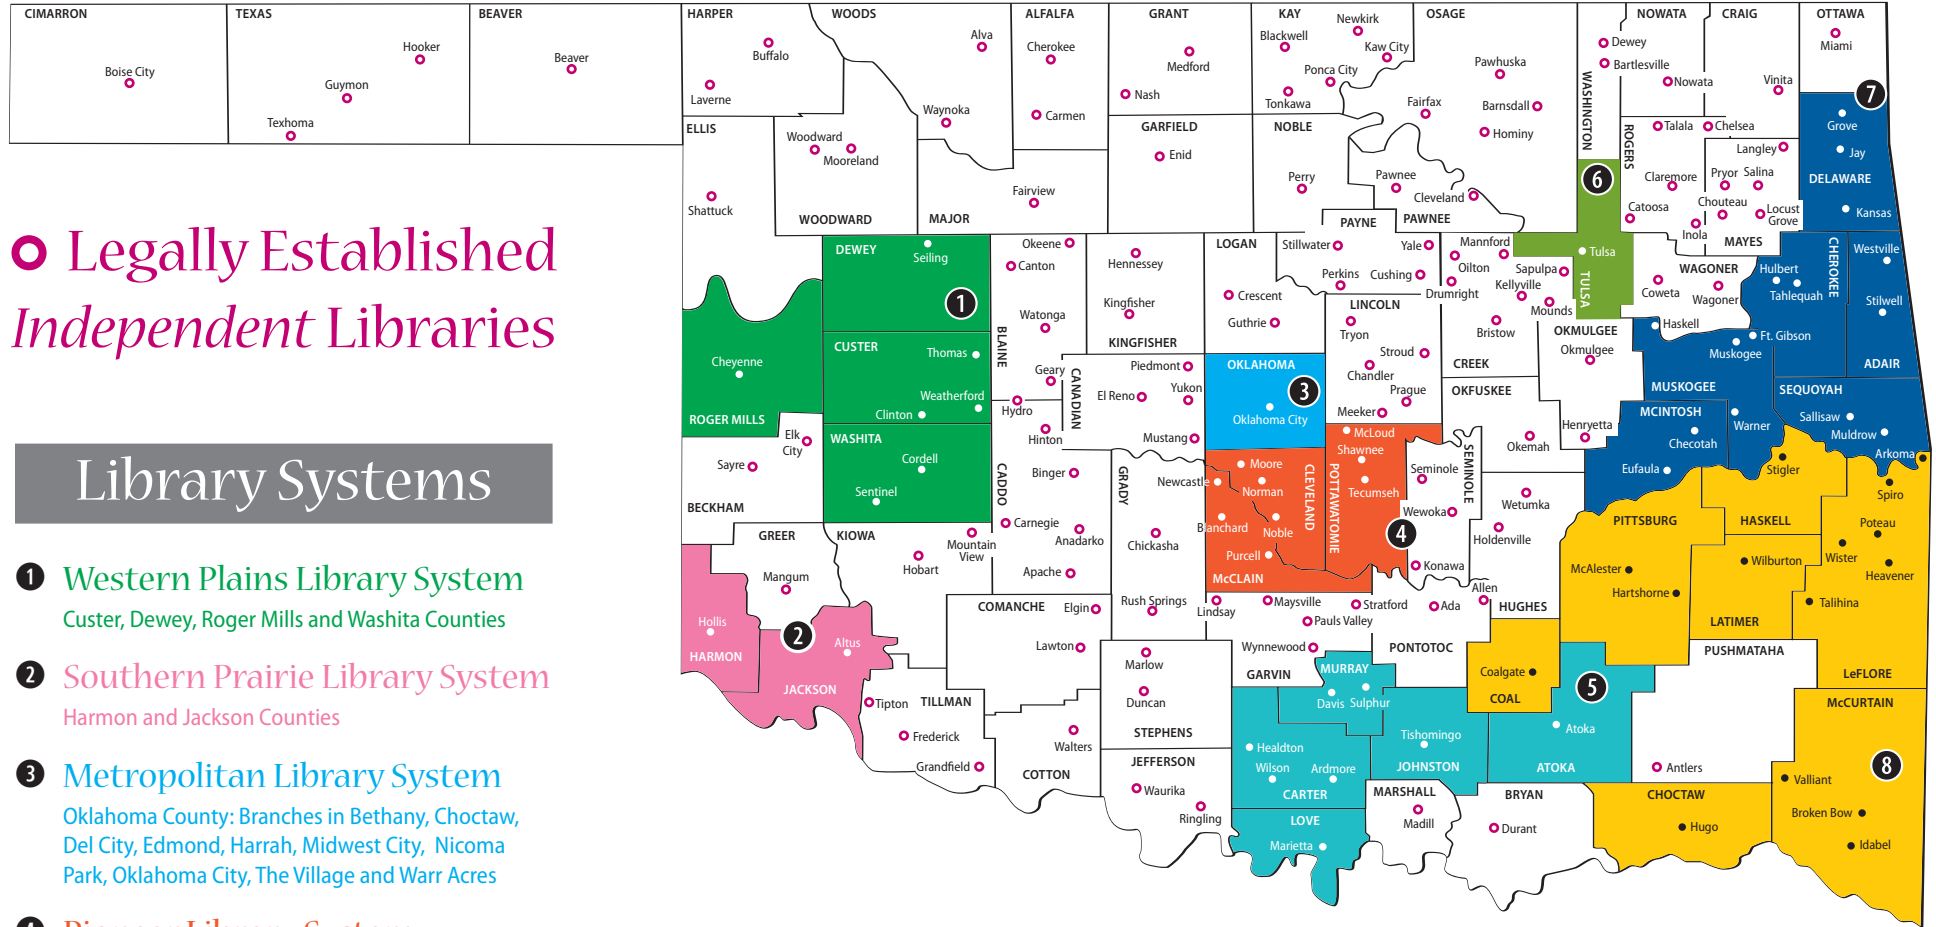 CIMARRON
TEXAS
BEAVER
HARPER
WOODS
ALFALFA
GRANT
KAY
OSAGE
NOWATA
CRAIG
OTTAWA
Boise City
Hooker
Guymon
Texhoma
Beaver
Buffalo
Laverne
Alva
Waynoka
Cherokee
Carmen
Medford
Nash
Blackwell
Newkirk
Kaw City
Ponca City
Tonkawa
Pawhuska
Fairfax
Barnsdall
Hominy
WASHINGTON
Dewey
Bartlesville
Nowata
Vinita
Miami
7
ELLIS
Woodward
Mooreland
Shattuck
WOODWARD
MAJOR
Fairview
GARFIELD
Enid
NOBLE
Perry
Pawnee
Cleveland
PAWNEE
PAYNE
6
ROGERS
Talala
Chelsea
Claremore
Catoosa
Inola
Langley
Pryor
Salina
Chouteau
Locust
Grove
MAYES
Grove
Jay
DELAWARE
Kansas
Legally Established
Independent Libraries
DEWEY
Seiling
1
CUSTER
Thomas
Weatherford
Clinton
WASHITA
Cordell
Sentinel
Cheyenne
ROGER MILLS
Elk
City
Sayre
BECKHAM
Okeene
Canton
Watonga
BLAINE
Geary
Hydro
Hinton
Hennessey
Kingfisher
KINGFISHER
CANADIAN
Piedmont
El Reno
Yukon
Mustang
LOGAN
Crescent
Guthrie
OKLAHOMA
3
Oklahoma City
Stillwater
Perkins
Yale
Cushing
LINCOLN
Tryon
Stroud
Chandler
Prague
Meeker
Mannford
Oilton
Drumright
Sapulpa
Kellyville
Mounds
Bristow
CREEK
Tulsa
TULSA
WAGONER
Coweta
Wagoner
OKMULGEE
Okmulgee
Henryetta
OKFUSKEE
Okemah
Haskell
Muskogee
Ft. Gibson
MUSKOGEE
Warner
CHEROKEE
Hulbert
Tahlequah
Westville
Stilwell
ADAIR
SEQUOYAH
Sallisaw
Muldrow
MCINTOSH
Checotah
Eufaula
Library Systems
GREER
Mangum
KIOWA
Hobart
Mountain
View
CADDO
Binger
Carnegie
Anadarko
Apache
GRADY
Chickasha
Rush Springs
Newcastle
Moore
Norman
CLEVELAND
Blanchard
Noble
Purcell
McCLAIN
McLoud
Shawnee
Tecumseh
POTTAWATOMIE
4
Seminole
SEMINOLE
Wewoka
Konawa
Wetumka
Holdenville
HUGHES
Allen
PITTSBURG
McAlester
Hartshorne
HASKELL
Stigler
Wilburton
LATIMER
Arkoma
Spiro
Poteau
Wister
Heavener
Talihina
LeFLORE
Hollis
HARMON
2
Altus
JACKSON
Tipton
TILLMAN
Frederick
Grandfield
COMANCHE
Elgin
Lawton
Walters
COTTON
Marlow
Duncan
STEPHENS
JEFFERSON
Waurika
Ringling
Lindsay
Maysville
Pauls Valley
Wynnewood
GARVIN
Stratford
Ada
PONTOTOC
MURRAY
Davis
Sulphur
Coalgate
COAL
5
Atoka
ATOKA
PUSHMATAHA
Antlers
Healdton
Wilson
Ardmore
CARTER
Tishomingo
JOHNSTON
LOVE
Marietta
MARSHALL
Madill
BRYAN
Durant
CHOCTAW
Hugo
McCURTAIN
8
Valliant
Broken Bow
Idabel
1 Western Plains Library System
Custer, Dewey, Roger Mills and Washita Counties
2 Southern Prairie Library System
Harmon and Jackson Counties
3 Metropolitan Library System
Oklahoma County: Branches in Bethany, Choctaw,
Del City, Edmond, Harrah, Midwest City, Nicoma
Park, Oklahoma City, The Village and Warr Acres